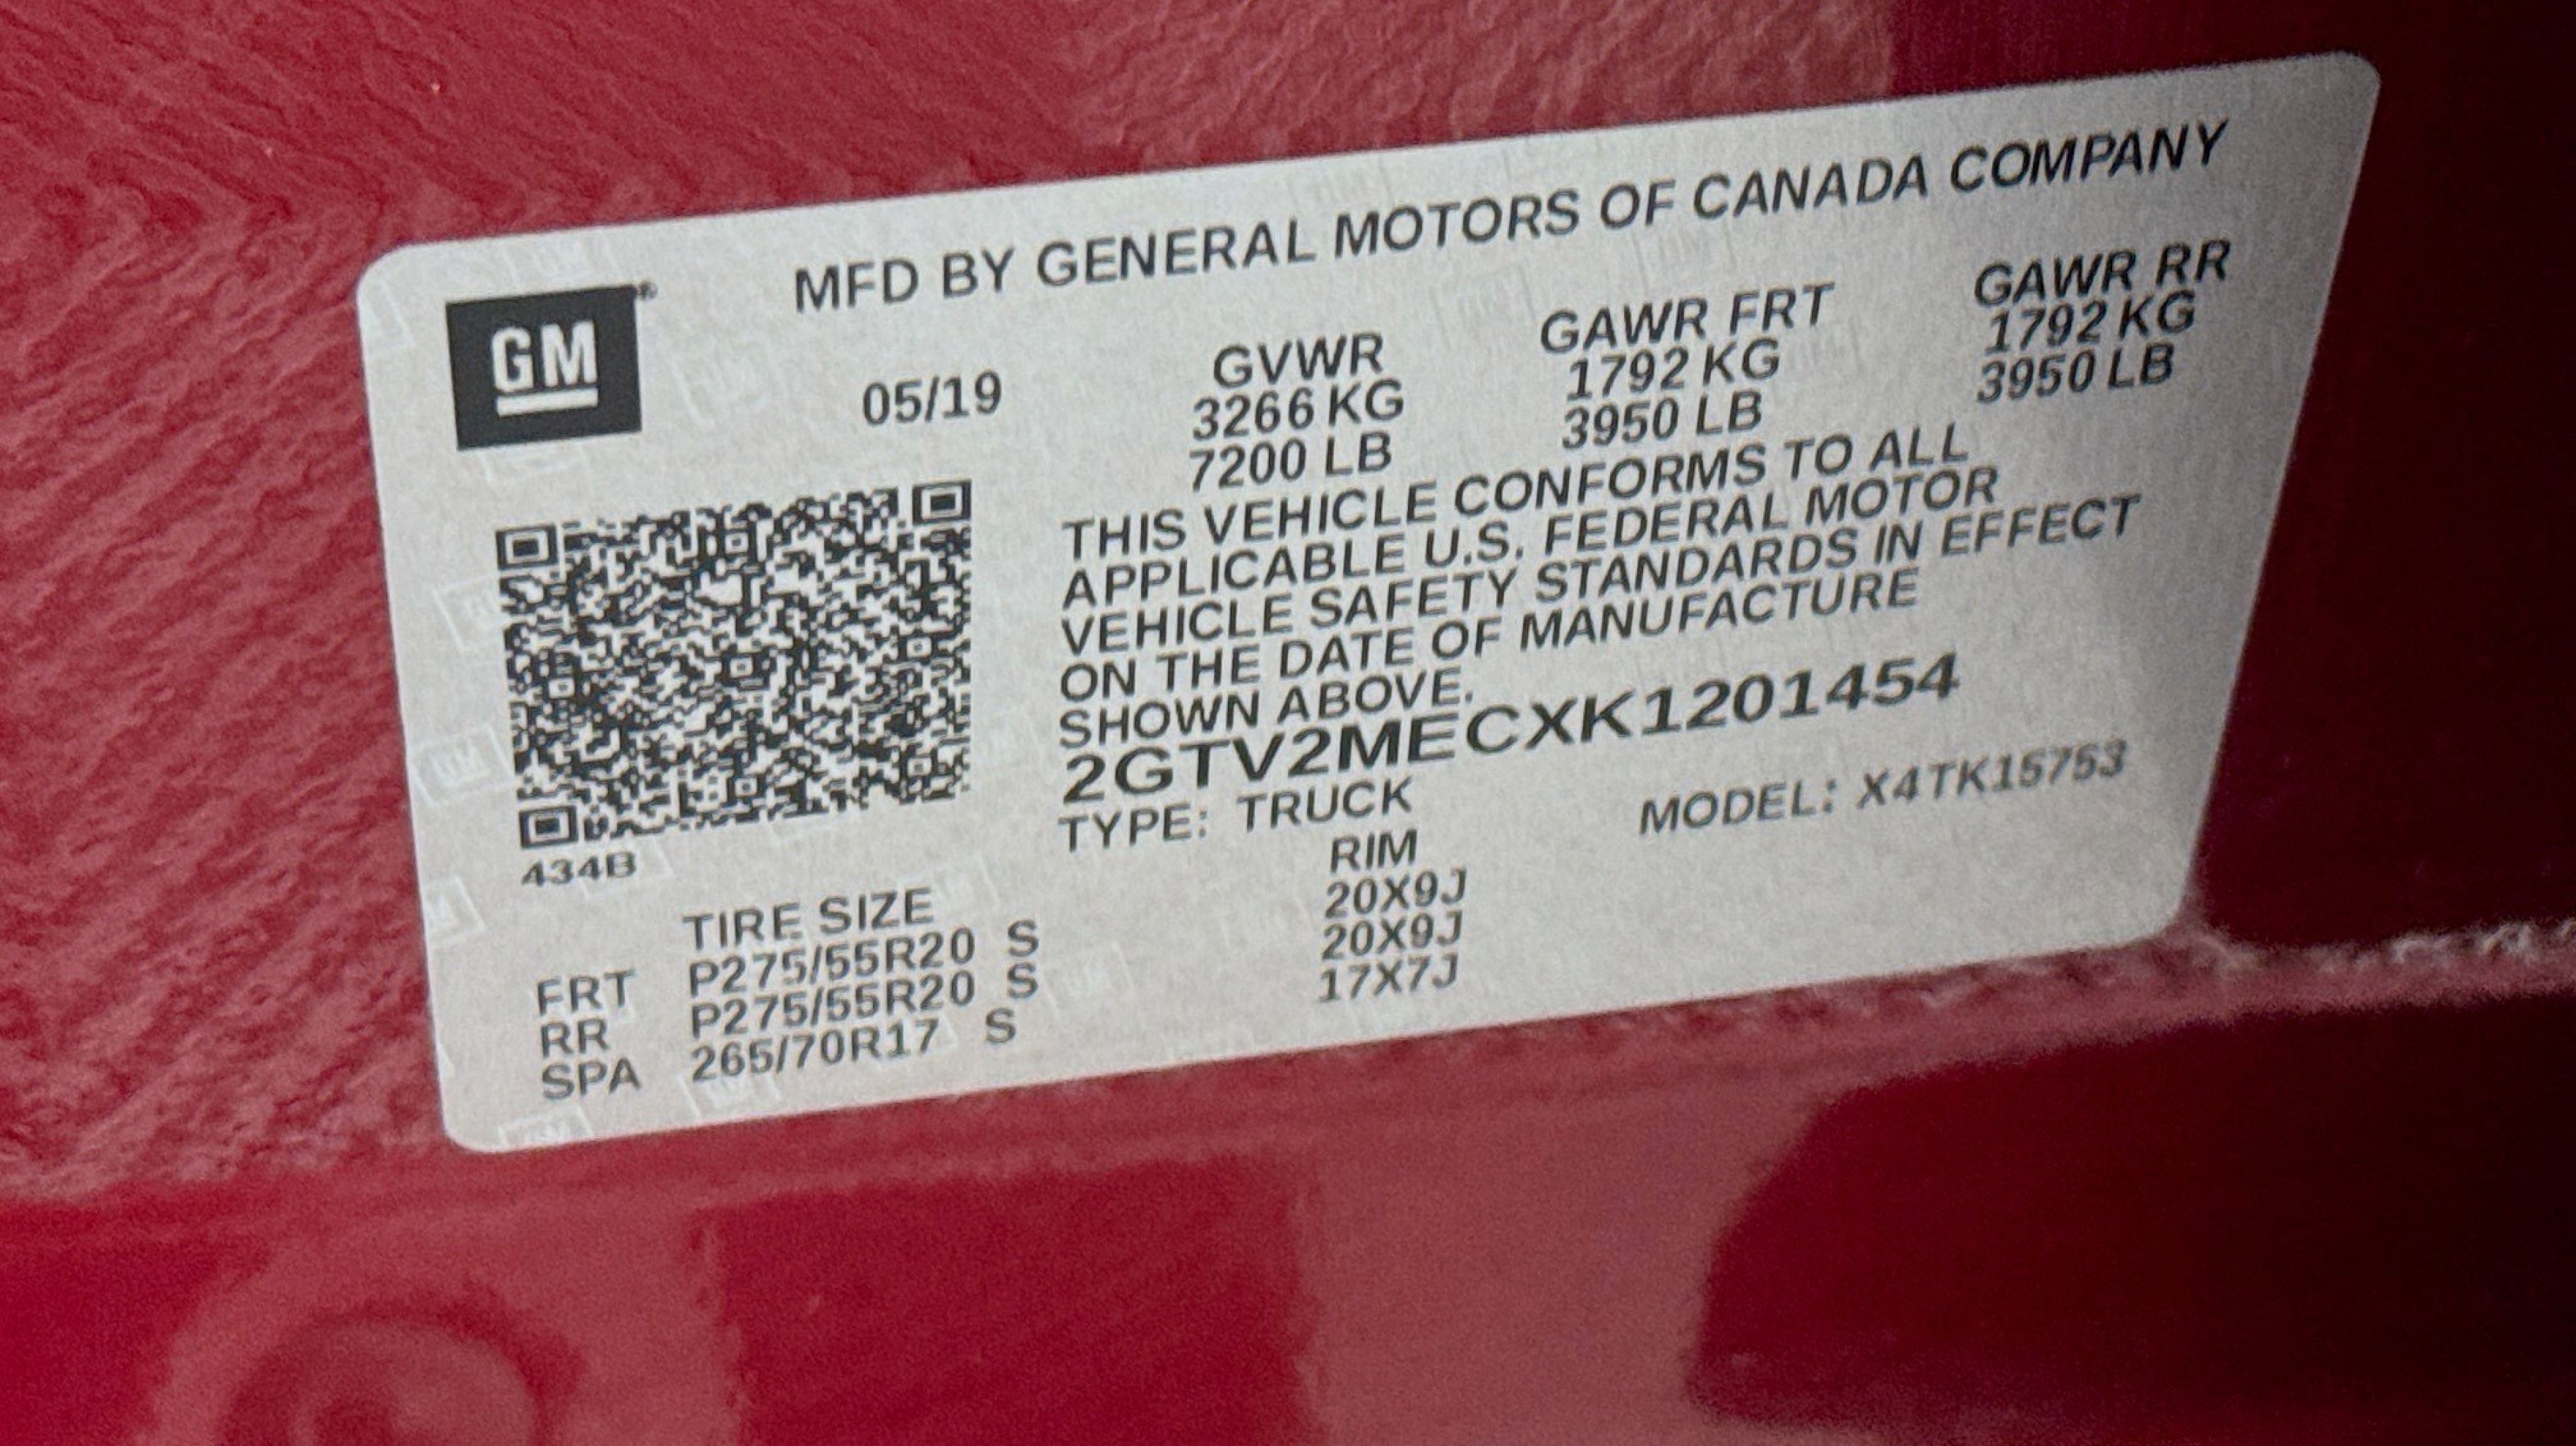 MFD BY GENERAL MOTORS OF CANADA COMPANY
GM
05/19
GVWR
3266 KG
7200 LB
GAWR FRT
1792 KG
3950 LB
GAWR RR
1792 KG
3950 LB
THIS VEHICLE CONFORMS TO ALL
APPLICABLE U.S. FEDERAL MOTOR
VEHICLE SAFETY STANDARDS IN EFFECT
ON THE DATE OF MANUFACTURE
SHOWN ABOVE.
2GTV2MECXK1201454
TYPE: TRUCK MODEL: X4TK15753
434B
TIRE SIZE RIM
FRT P275/55R20 S 20X9J
RR P275/55R20 S 20X9J
SPA 265/70R17 S 17X7J